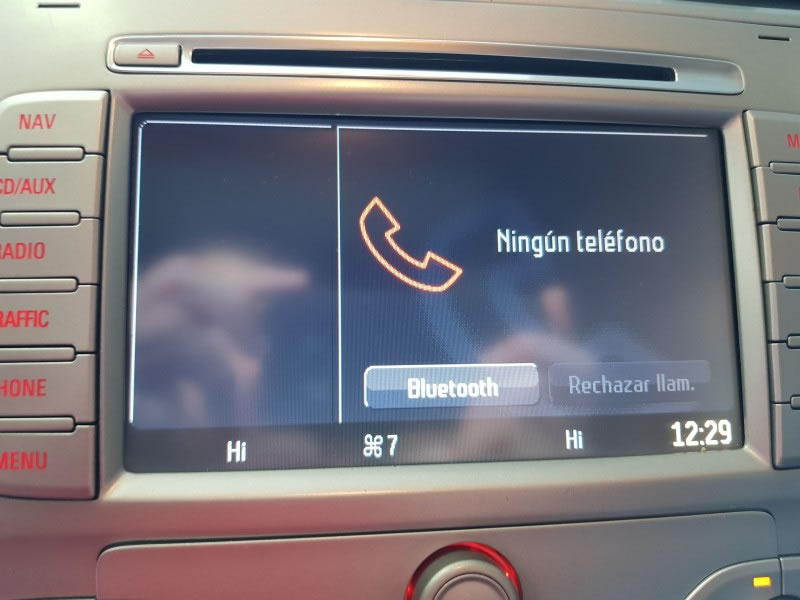 NAV
CD/AUX
RADIO
TRAFFIC
PHONE
MENU
Ningún teléfono
Bluetooth
Rechazar llam.
Hi
⌘7
Hi
12:29
M